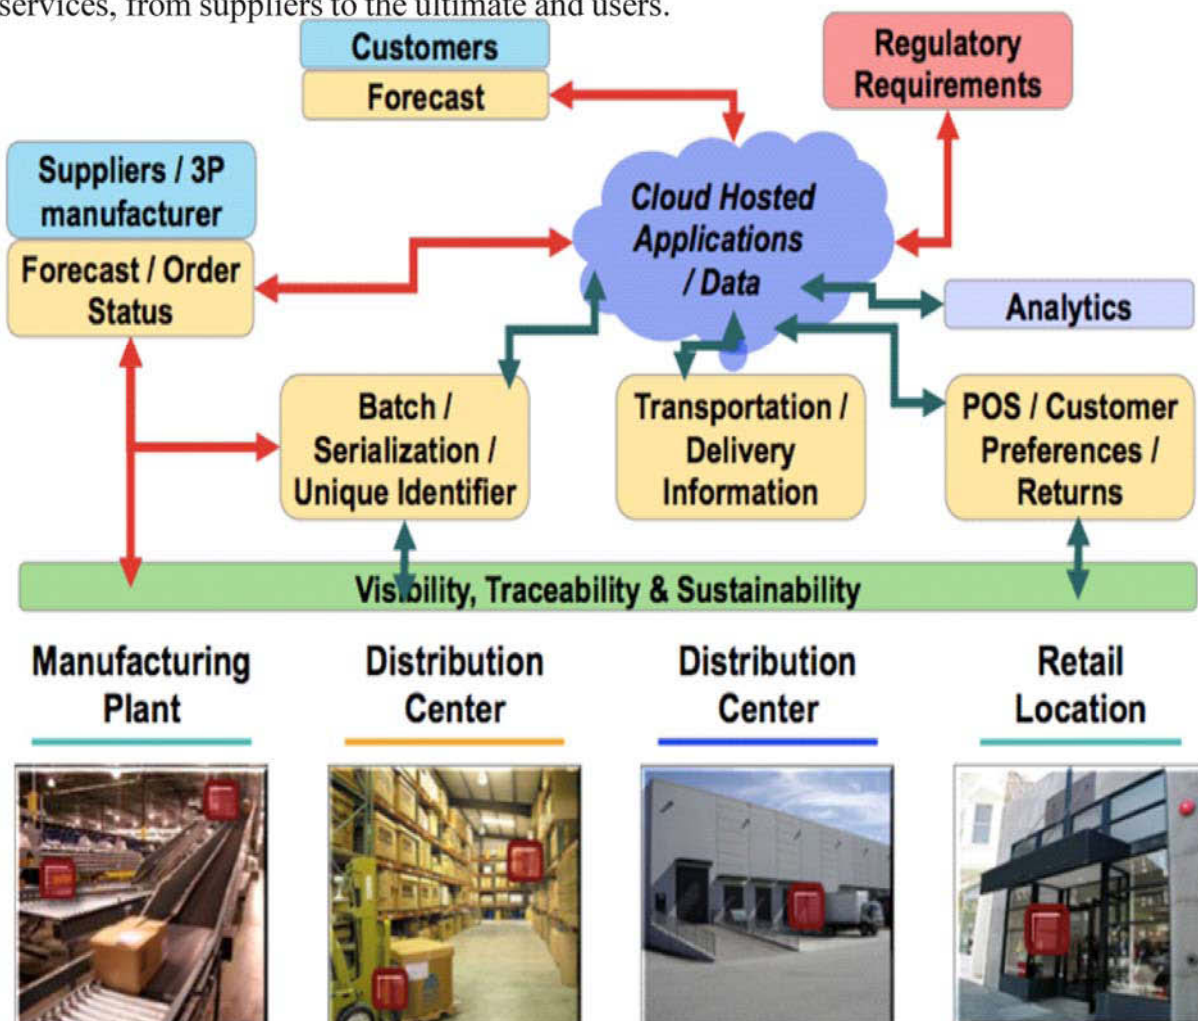 services, from suppliers to the ultimate and users.
Customers
Forecast
Regulatory
Requirements
Suppliers / 3P
manufacturer
Forecast / Order
Status
Cloud Hosted
Applications
/ Data
Analytics
Batch /
Serialization /
Unique Identifier
Transportation /
Delivery
Information
POS / Customer
Preferences /
Returns
Visibility, Traceability & Sustainability
Manufacturing
Plant
Distribution
Center
Distribution
Center
Retail
Location